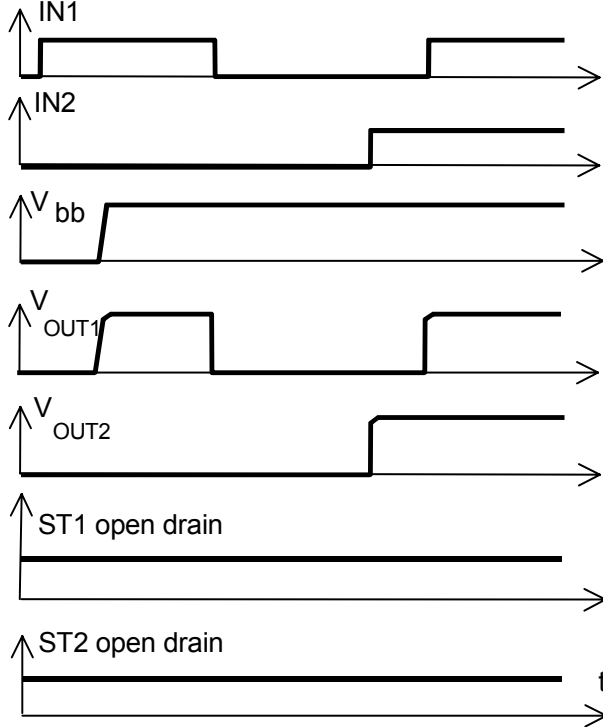 IN1
IN2
V bb
V OUT1
V OUT2
ST1 open drain
ST2 open drain
t